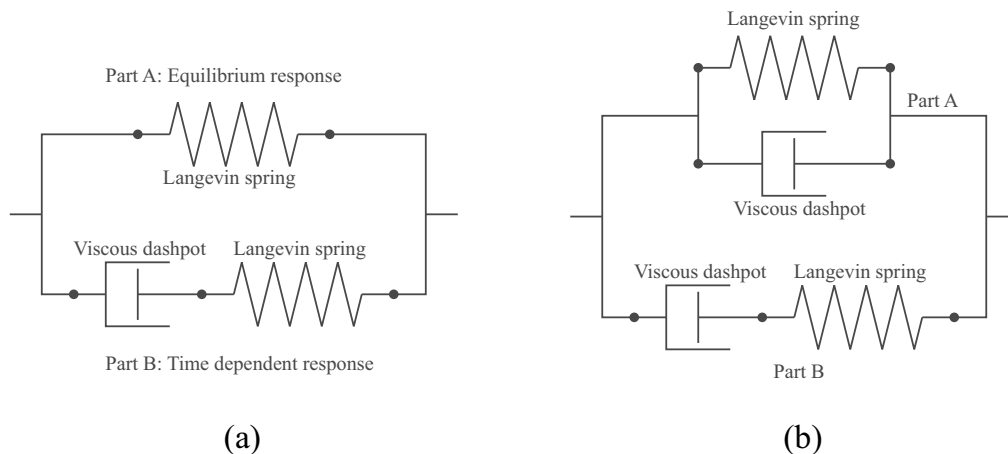 Part A: Equilibrium response
Langevin spring
Viscous dashpot
Langevin spring
Part B: Time dependent response
(a)
Langevin spring
Part A
Viscous dashpot
Viscous dashpot
Langevin spring
Part B
(b)